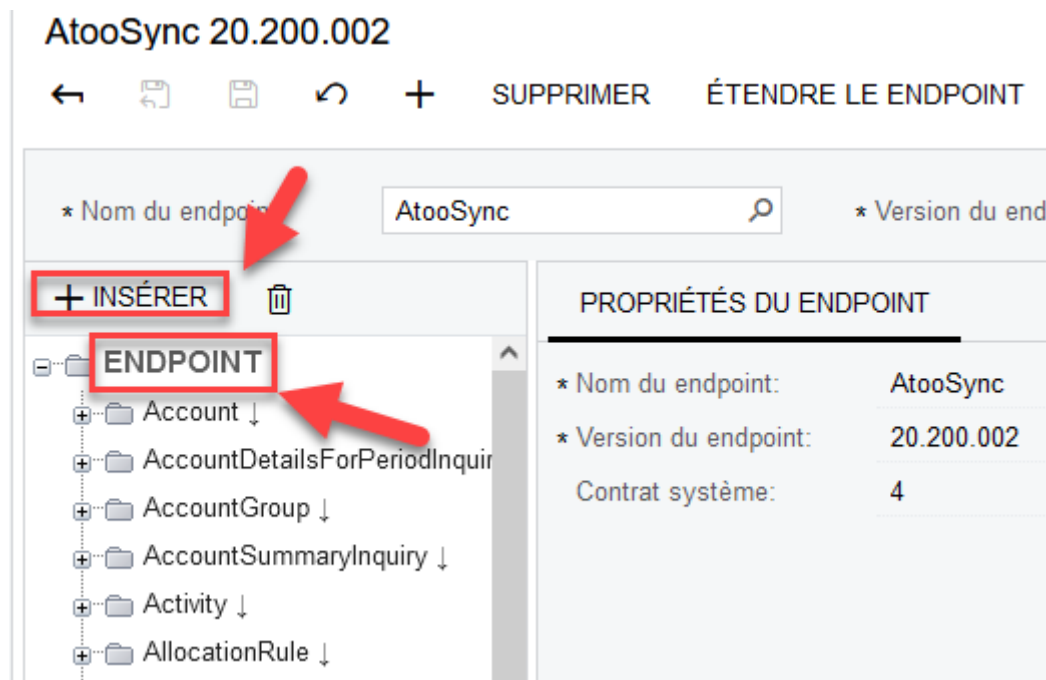 AtooSync 20.200.002
SUPPRIMER ÉTENDRE LE ENDPOINT
* Nom du endpoin AtooSync * Version du end
+ INSÉRER
PROPRIÉTÉS DU ENDPOINT
ENDPOINT
Account ↓
AccountDetailsForPeriodInquir
AccountGroup ↓
AccountSummaryInquiry ↓
Activity ↓
AllocationRule ↓
* Nom du endpoint: AtooSync
* Version du endpoint: 20.200.002
Contrat système: 4